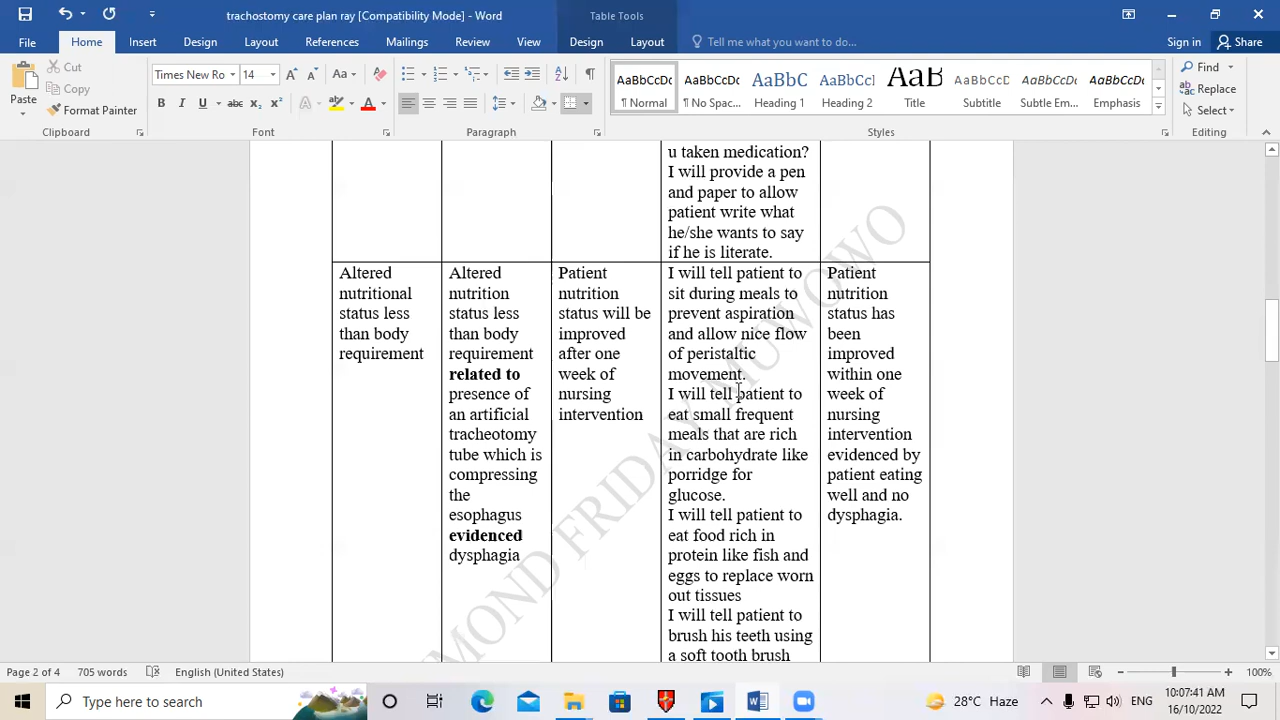 trachostomy care plan ray [Compatibility Mode] - Word
Table Tools
File Home Insert Design Layout References Mailings Review View Design Layout Tell me what you want to do... Sign in Share
Paste
Cut
Copy
Format Painter
Clipboard
Times New Ro 14
Font
Paragraph
AaBbCcDc AaBbCcDc AaBbC AaBbCcl AaB AaBbCcD AaBbCcDc AaBbCcDc
¶ Normal ¶ No Spac... Heading Heading 2 Title Subtitle Subtle Em... Emphasis
Styles
Find
Replace
Select
Editing
u taken medication?
I will provide a pen
and paper to allow
patient write what
he/she wants to say
if he is literate.
Altered
nutritional
status less
than body
requirement
Altered
nutrition
status less
than body
requirement
related to
presence of
an artificial
tracheotomy
tube which is
compressing
the
esophagus
evidenced
dysphagia
Patient
nutrition
status will be
improved
after one
week of
nursing
intervention
I will tell patient to
sit during meals to
prevent aspiration
and allow nice flow
of peristaltic
movement.
I will tell patient to
eat small frequent
meals that are rich
in carbohydrate like
porridge for
glucose.
I will tell patient to
eat food rich in
protein like fish and
eggs to replace worn
out tissues
I will tell patient to
brush his teeth using
a soft tooth brush
Patient
nutrition
status has
been
improved
within one
week of
nursing
intervention
evidenced by
patient eating
well and no
dysphagia.
MOND FRIDAY MUWOWO
Page 2 of 4 705 words English (United States) 100%
Type here to search
28°C Haze
ENG
10:07:41 AM
16/10/2022